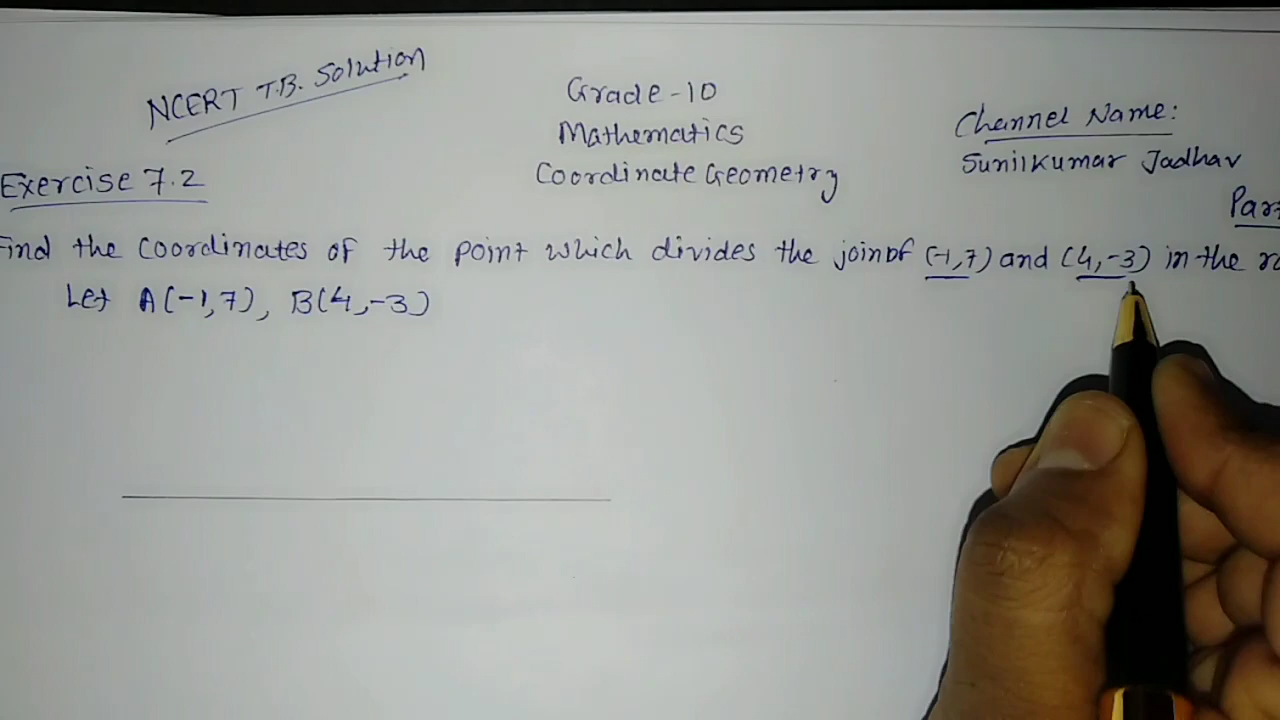 NCERT T.B. Solution
Grade-10
Mathematics
Coordinate Geometry
Channel Name:
Sunilkumar Jadhav
Exercise 7.2
Find the coordinates of the point which divides the join of (-1,7) and (4,-3) in the
Let A(-1,7), B(4,-3)